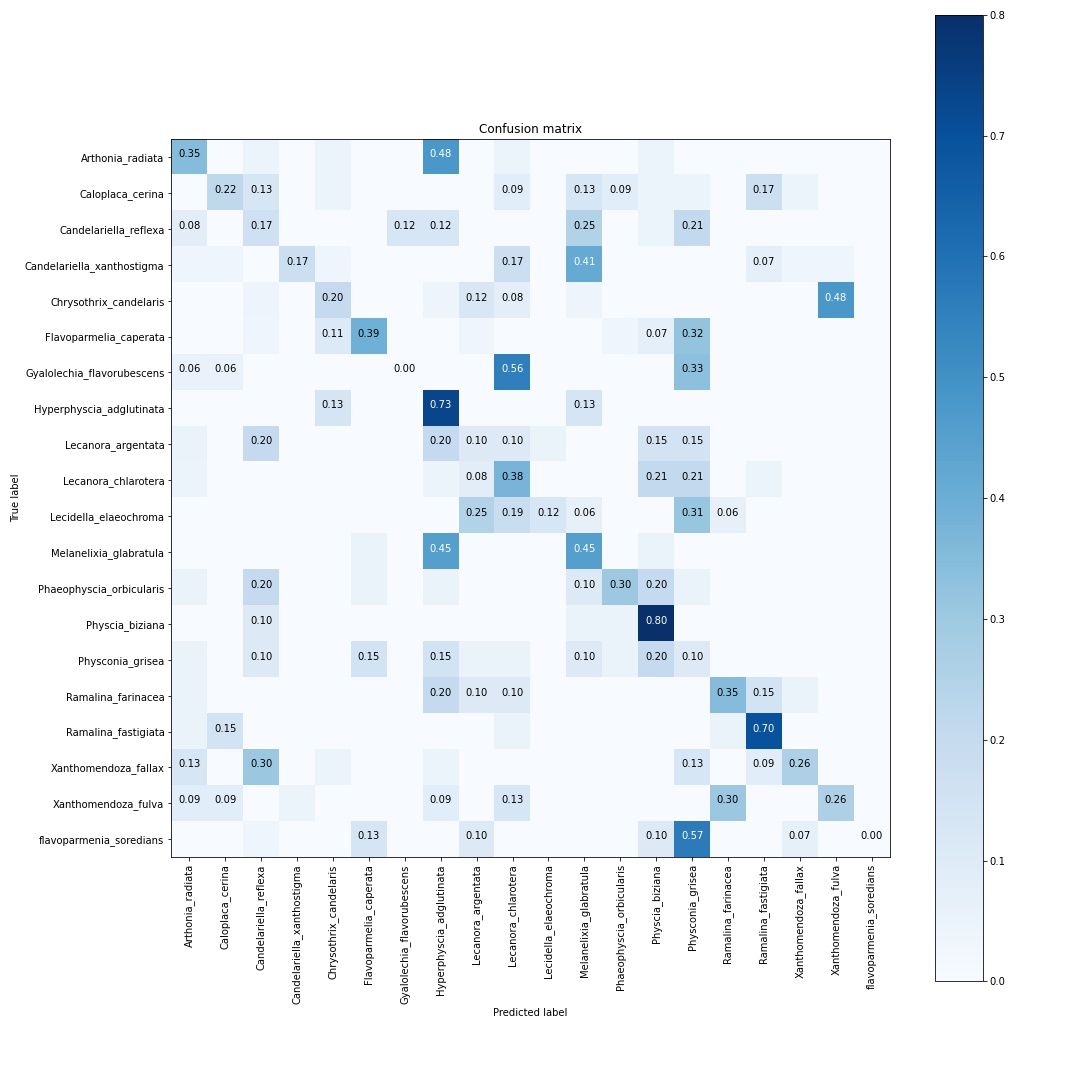 Confusion matrix
Arthonia_radiata 0.35 0.48
Caloplaca_cerina 0.22 0.13 0.09 0.13 0.09 0.17
Candelariella_reflexa 0.08 0.17 0.12 0.12 0.25 0.21
Candelariella_xanthostigma 0.17 0.17 0.41 0.07
Chrysothrix_candelaris 0.20 0.12 0.08 0.48
Flavoparmelia_caperata 0.11 0.39 0.07 0.32
Gyalolechia_flavorubescens 0.06 0.06 0.00 0.56 0.33
Hyperphyscia_adglutinata 0.13 0.73 0.13
Lecanora_argentata 0.20 0.20 0.10 0.10 0.15 0.15
Lecanora_chlarotera 0.08 0.38 0.21 0.21
Lecidella_elaeochroma 0.25 0.19 0.12 0.06 0.31 0.06
Melanelixia_glabratula 0.45 0.45
Phaeophyscia_orbicularis 0.20 0.10 0.30 0.20
Physcia_biziana 0.10 0.80
Physconia_grisea 0.10 0.15 0.15 0.10 0.20 0.10
Ramalina_farinacea 0.20 0.10 0.10 0.35 0.15
Ramalina_fastigiata 0.15 0.70
Xanthomendoza_fallax 0.13 0.30 0.13 0.09 0.26
Xanthomendoza_fulva 0.09 0.09 0.09 0.13 0.30 0.26
flavoparmenia_soredians 0.13 0.10 0.10 0.57 0.07 0.00
True label
Arthonia_radiata
Caloplaca_cerina
Candelariella_reflexa
Candelariella_xanthostigma
Chrysothrix_candelaris
Flavoparmelia_caperata
Gyalolechia_flavorubescens
Hyperphyscia_adglutinata
Lecanora_argentata
Lecanora_chlarotera
Lecidella_elaeochroma
Melanelixia_glabratula
Phaeophyscia_orbicularis
Physcia_biziana
Physconia_grisea
Ramalina_farinacea
Ramalina_fastigiata
Xanthomendoza_fallax
Xanthomendoza_fulva
flavoparmenia_soredians
Predicted label
0.8
0.7
0.6
0.5
0.4
0.3
0.2
0.1
0.0